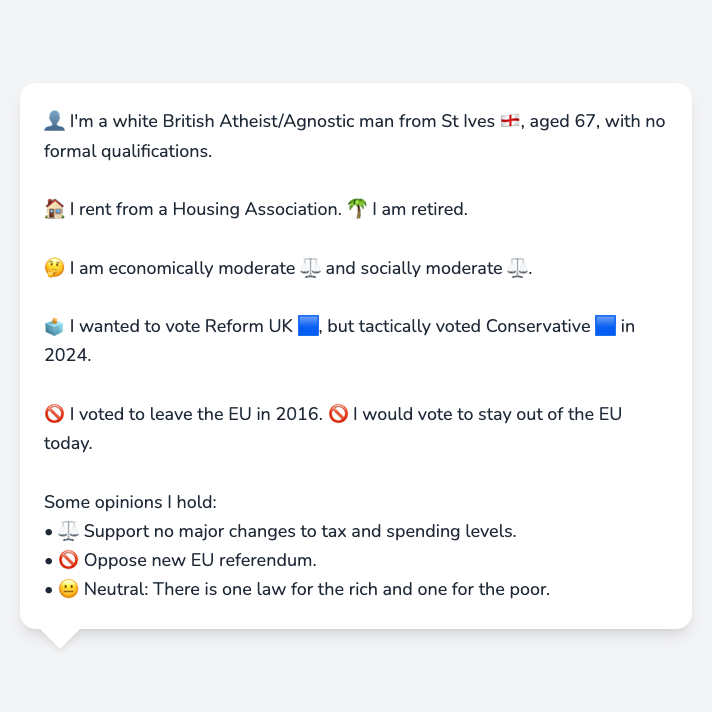 👤 I'm a white British Atheist/Agnostic man from St Ives 🏴󠁧󠁢󠁥󠁮󠁧󠁿, aged 67, with no
formal qualifications.
🏠 I rent from a Housing Association. 🌴 I am retired.
🤔 I am economically moderate ⚖️ and socially moderate ⚖️.
🗳️ I wanted to vote Reform UK 🟦, but tactically voted Conservative 🟦 in
2024.
🚫 I voted to leave the EU in 2016. 🚫 I would vote to stay out of the EU
today.
Some opinions I hold:
• ⚖️ Support no major changes to tax and spending levels.
• 🚫 Oppose new EU referendum.
• 😐 Neutral: There is one law for the rich and one for the poor.